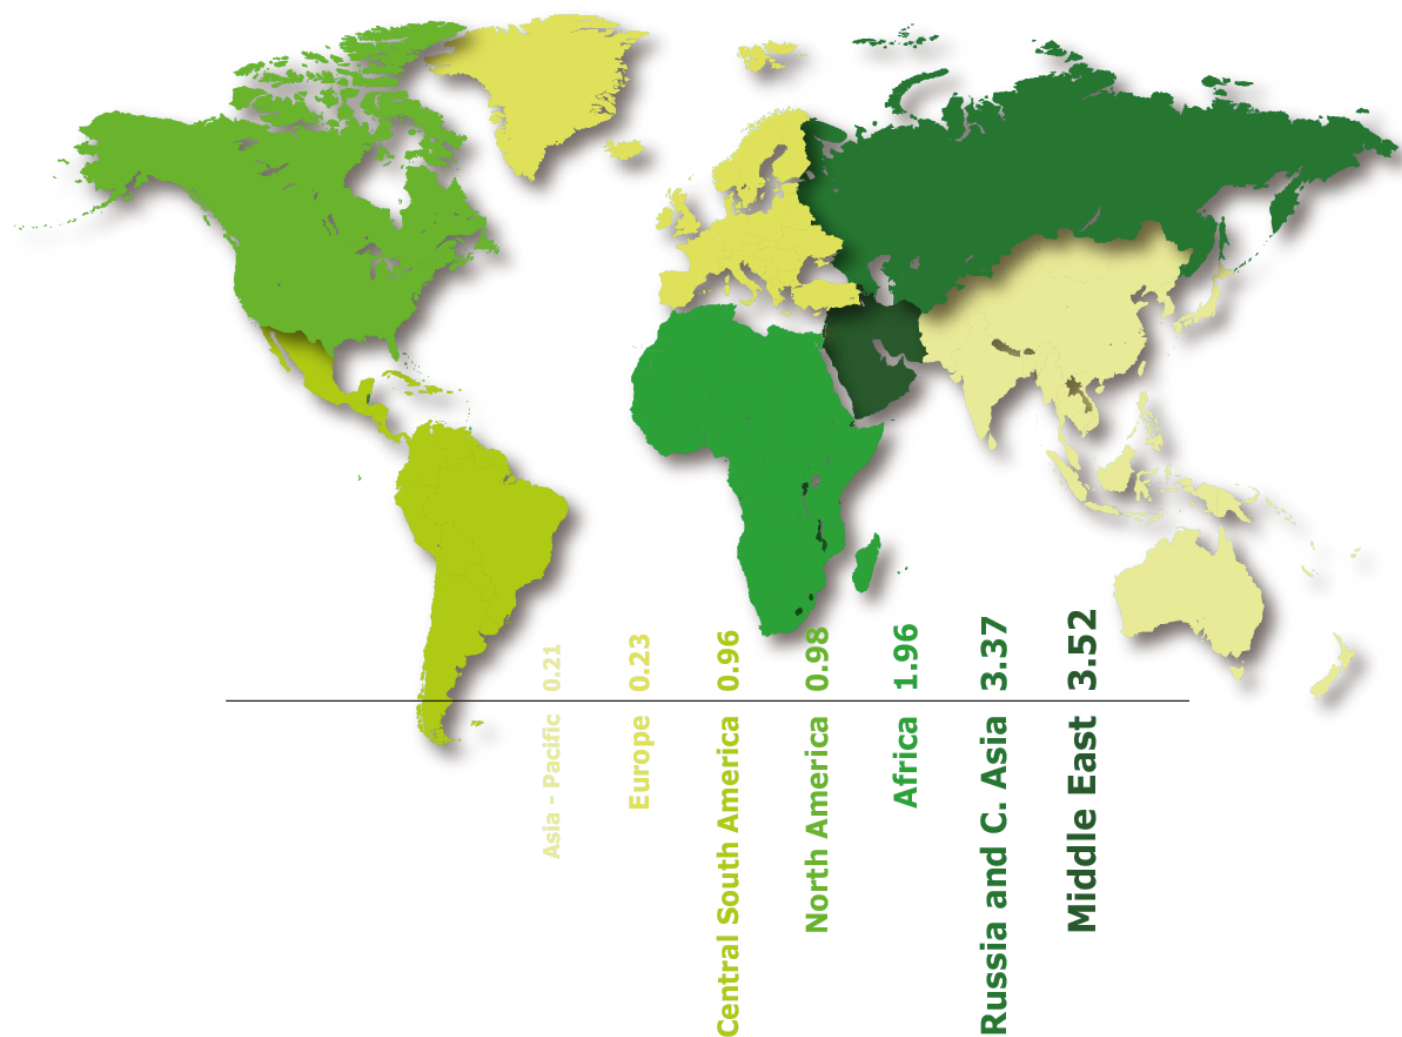 Asia - Pacific 0.21
Europe 0.23
Central South America 0.96
North America 0.98
Africa 1.96
Russia and C. Asia 3.37
Middle East 3.52